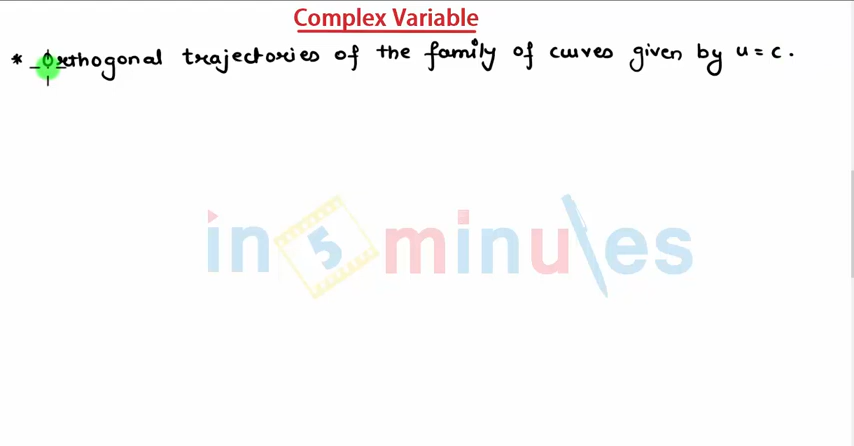 Complex Variable
* Orthogonal trajectories of the family of curves given by u = c.
in 5 minutes